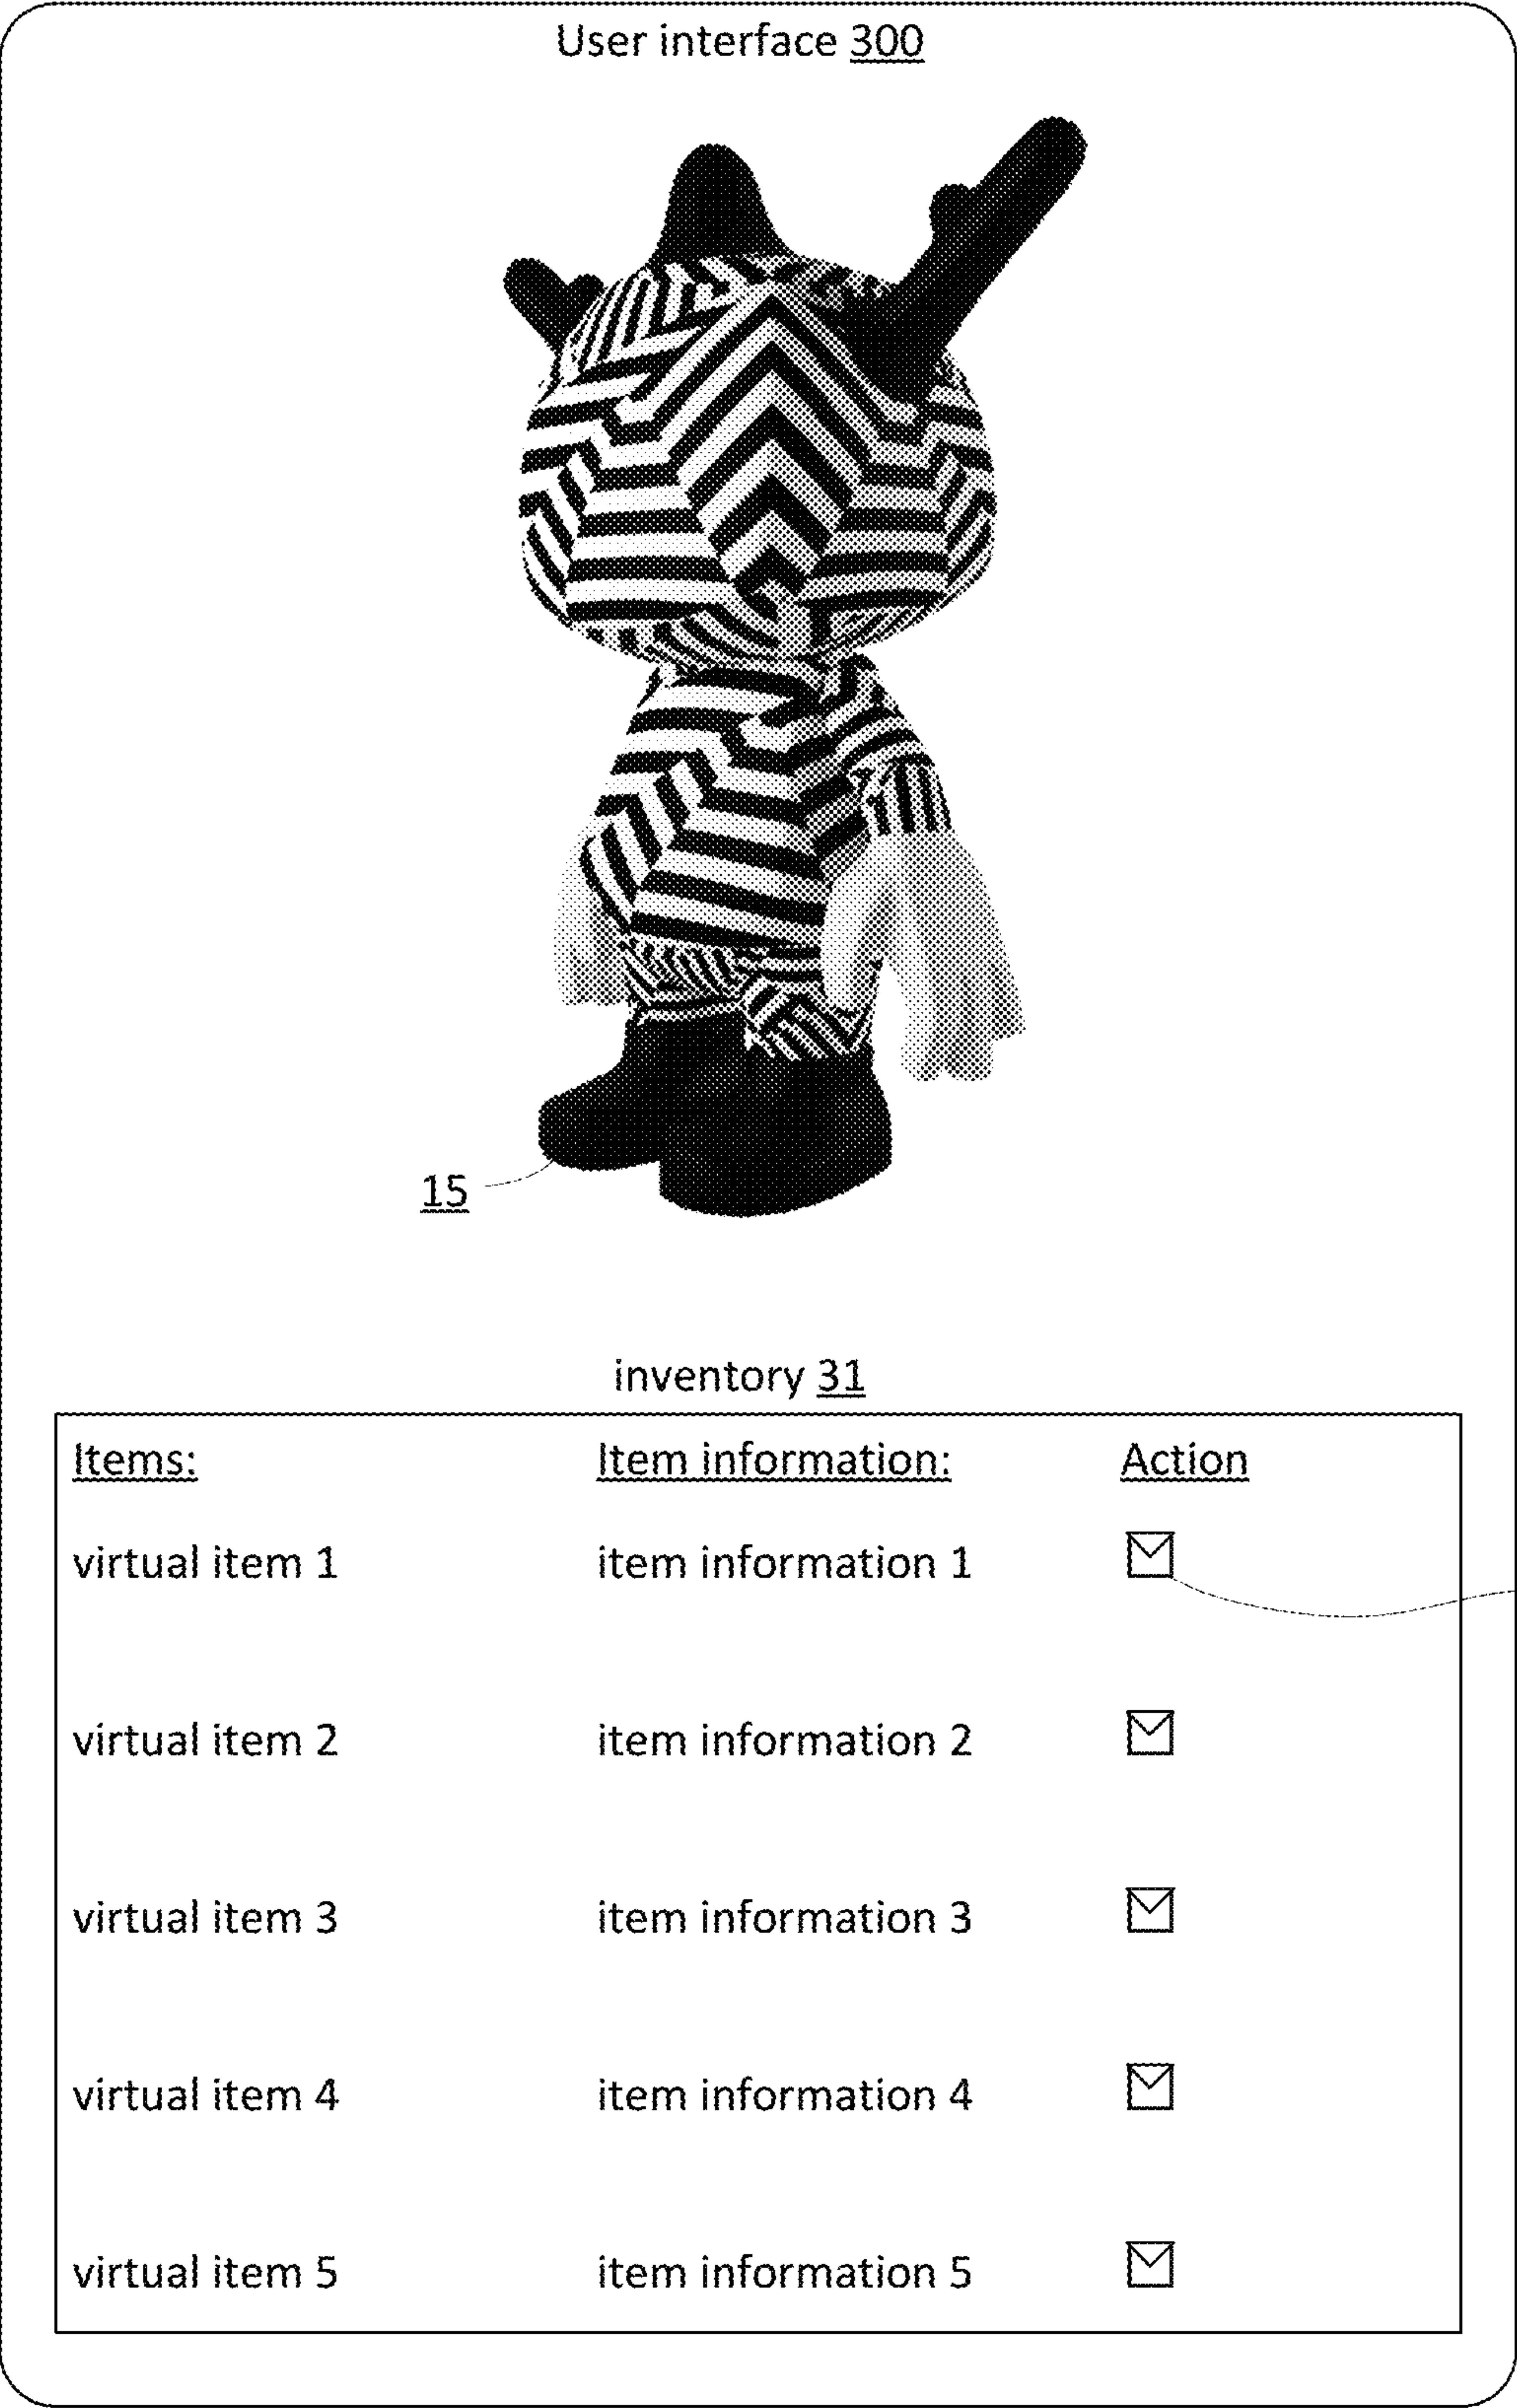 User interface 300
15
inventory 31
Items: Item information: Action
virtual item 1 item information 1
virtual item 2 item information 2
virtual item 3 item information 3
virtual item 4 item information 4
virtual item 5 item information 5